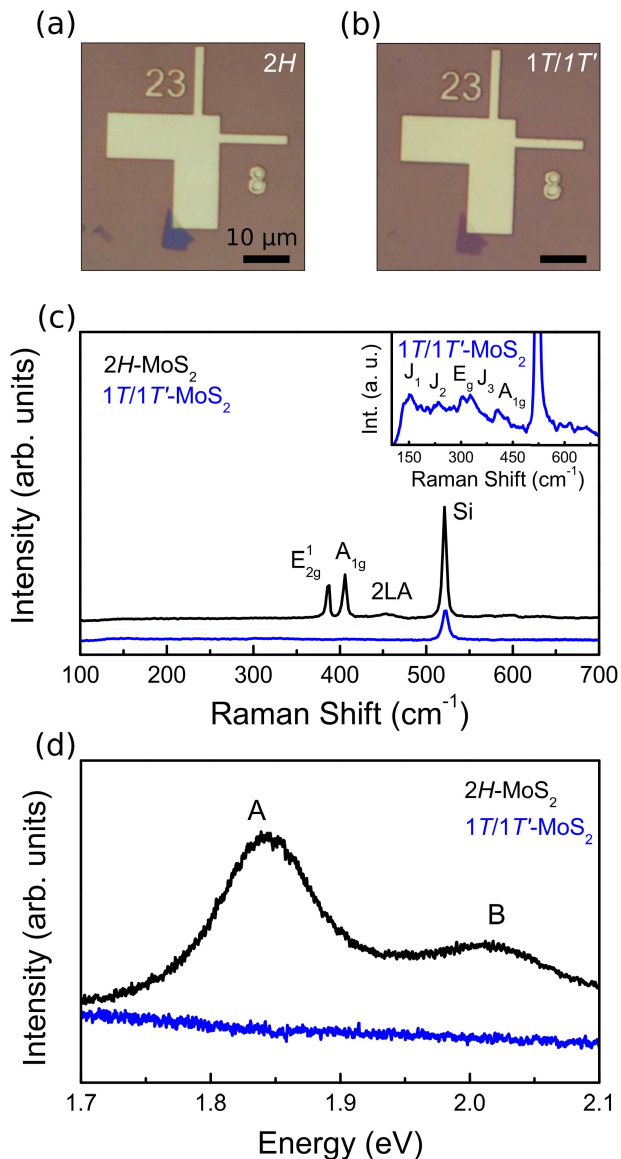 (a)
2H
23
8
10 μm
(b)
1T/1T'
23
8
(c)
2H-MoS₂
1T/1T'-MoS₂
Intensity (arb. units)
E¹₂g
A₁g
2LA
Si
100 200 300 400 500 600 700
Raman Shift (cm⁻¹)
1T/1T'-MoS₂
Int. (a. u.)
J₁ J₂ Eg J₃ A₁g
150 300 450 600
Raman Shift (cm⁻¹)
(d)
2H-MoS₂
1T/1T'-MoS₂
Intensity (arb. units)
A
B
1.7 1.8 1.9 2.0 2.1
Energy (eV)